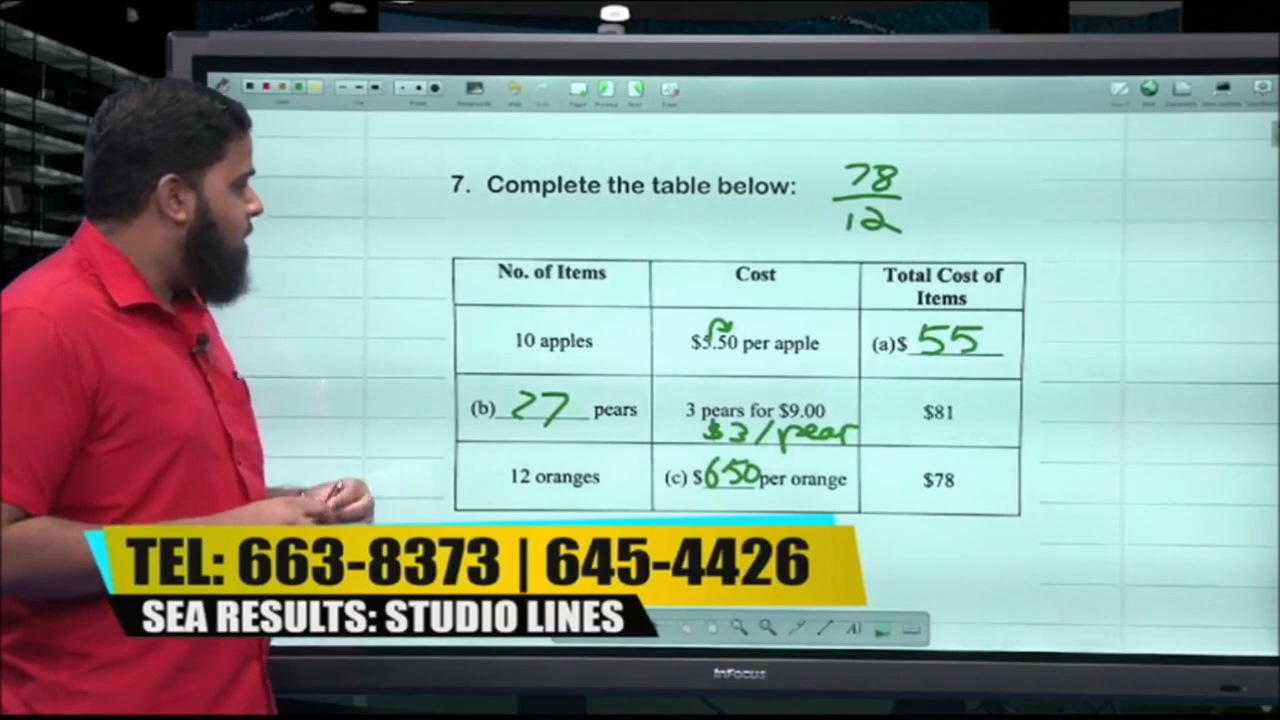 7. Complete the table below:
78
12
No. of Items Cost Total Cost of Items
10 apples $5.50 per apple (a)$ 55
(b) 27 pears 3 pears for $9.00 $81
$3/pear
12 oranges (c) $650 per orange $78
TEL: 663-8373 | 645-4426
SEA RESULTS: STUDIO LINES
InFocus